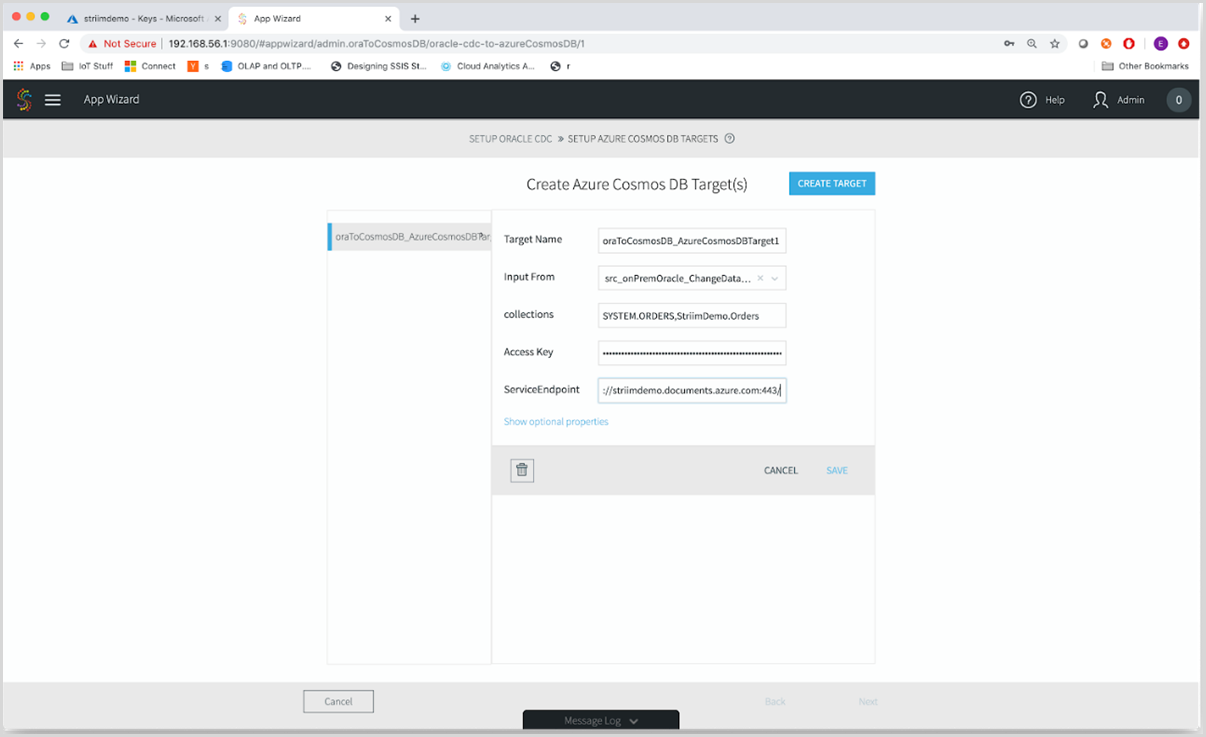 striimdemo - Keys - Microsoft
App Wizard
Not Secure
192.168.56.1:9080/#appwizard/admin.oraToCosmosDB/oracle-cdc-to-azureCosmosDB/1
E
Apps
IoT Stuff
Connect
Y
s
OLAP and OLTP....
Designing SSIS St...
Cloud Analytics A...
r
Other Bookmarks
App Wizard
? Help
Admin
0
SETUP ORACLE CDC » SETUP AZURE COSMOS DB TARGETS ?
Create Azure Cosmos DB Target(s)
CREATE TARGET
oraToCosmosDB_AzureCosmosDBTar
Target Name
oraToCosmosDB_AzureCosmosDBTarget1
Input From
src_onPremOracle_ChangeData...
collections
SYSTEM.ORDERS,StriimDemo.Orders
Access Key
ServiceEndpoint
://striimdemo.documents.azure.com:443/
Show optional properties
CANCEL
SAVE
Cancel
Back
Next
Message Log